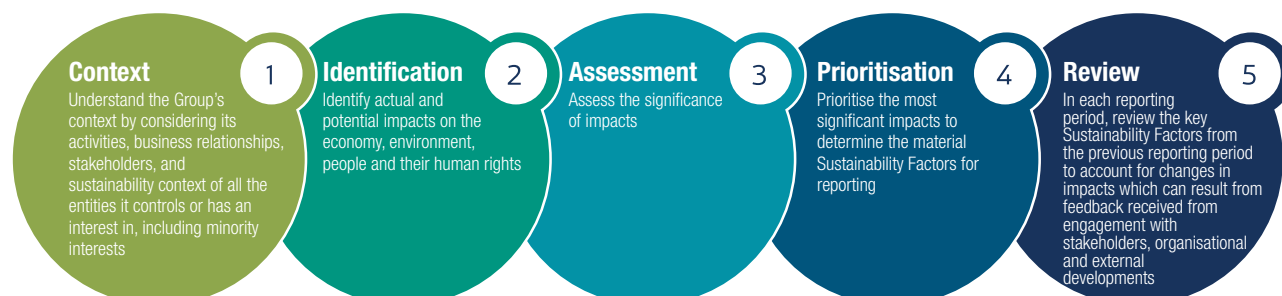 Context
1
Understand the Group's
context by considering its
activities, business relationships,
stakeholders, and
sustainability context of all the
entities it controls or has an
interest in, including minority
interests
Identification
2
Identify actual and
potential impacts on the
economy, environment,
people and their human rights
Assessment
3
Assess the significance
of impacts
Prioritisation
4
Prioritise the most
significant impacts to
determine the material
Sustainability Factors for
reporting
Review
5
In each reporting
period, review the key
Sustainability Factors from
the previous reporting period
to account for changes in
impacts which can result from
feedback received from
engagement with
stakeholders, organisational
and external
developments